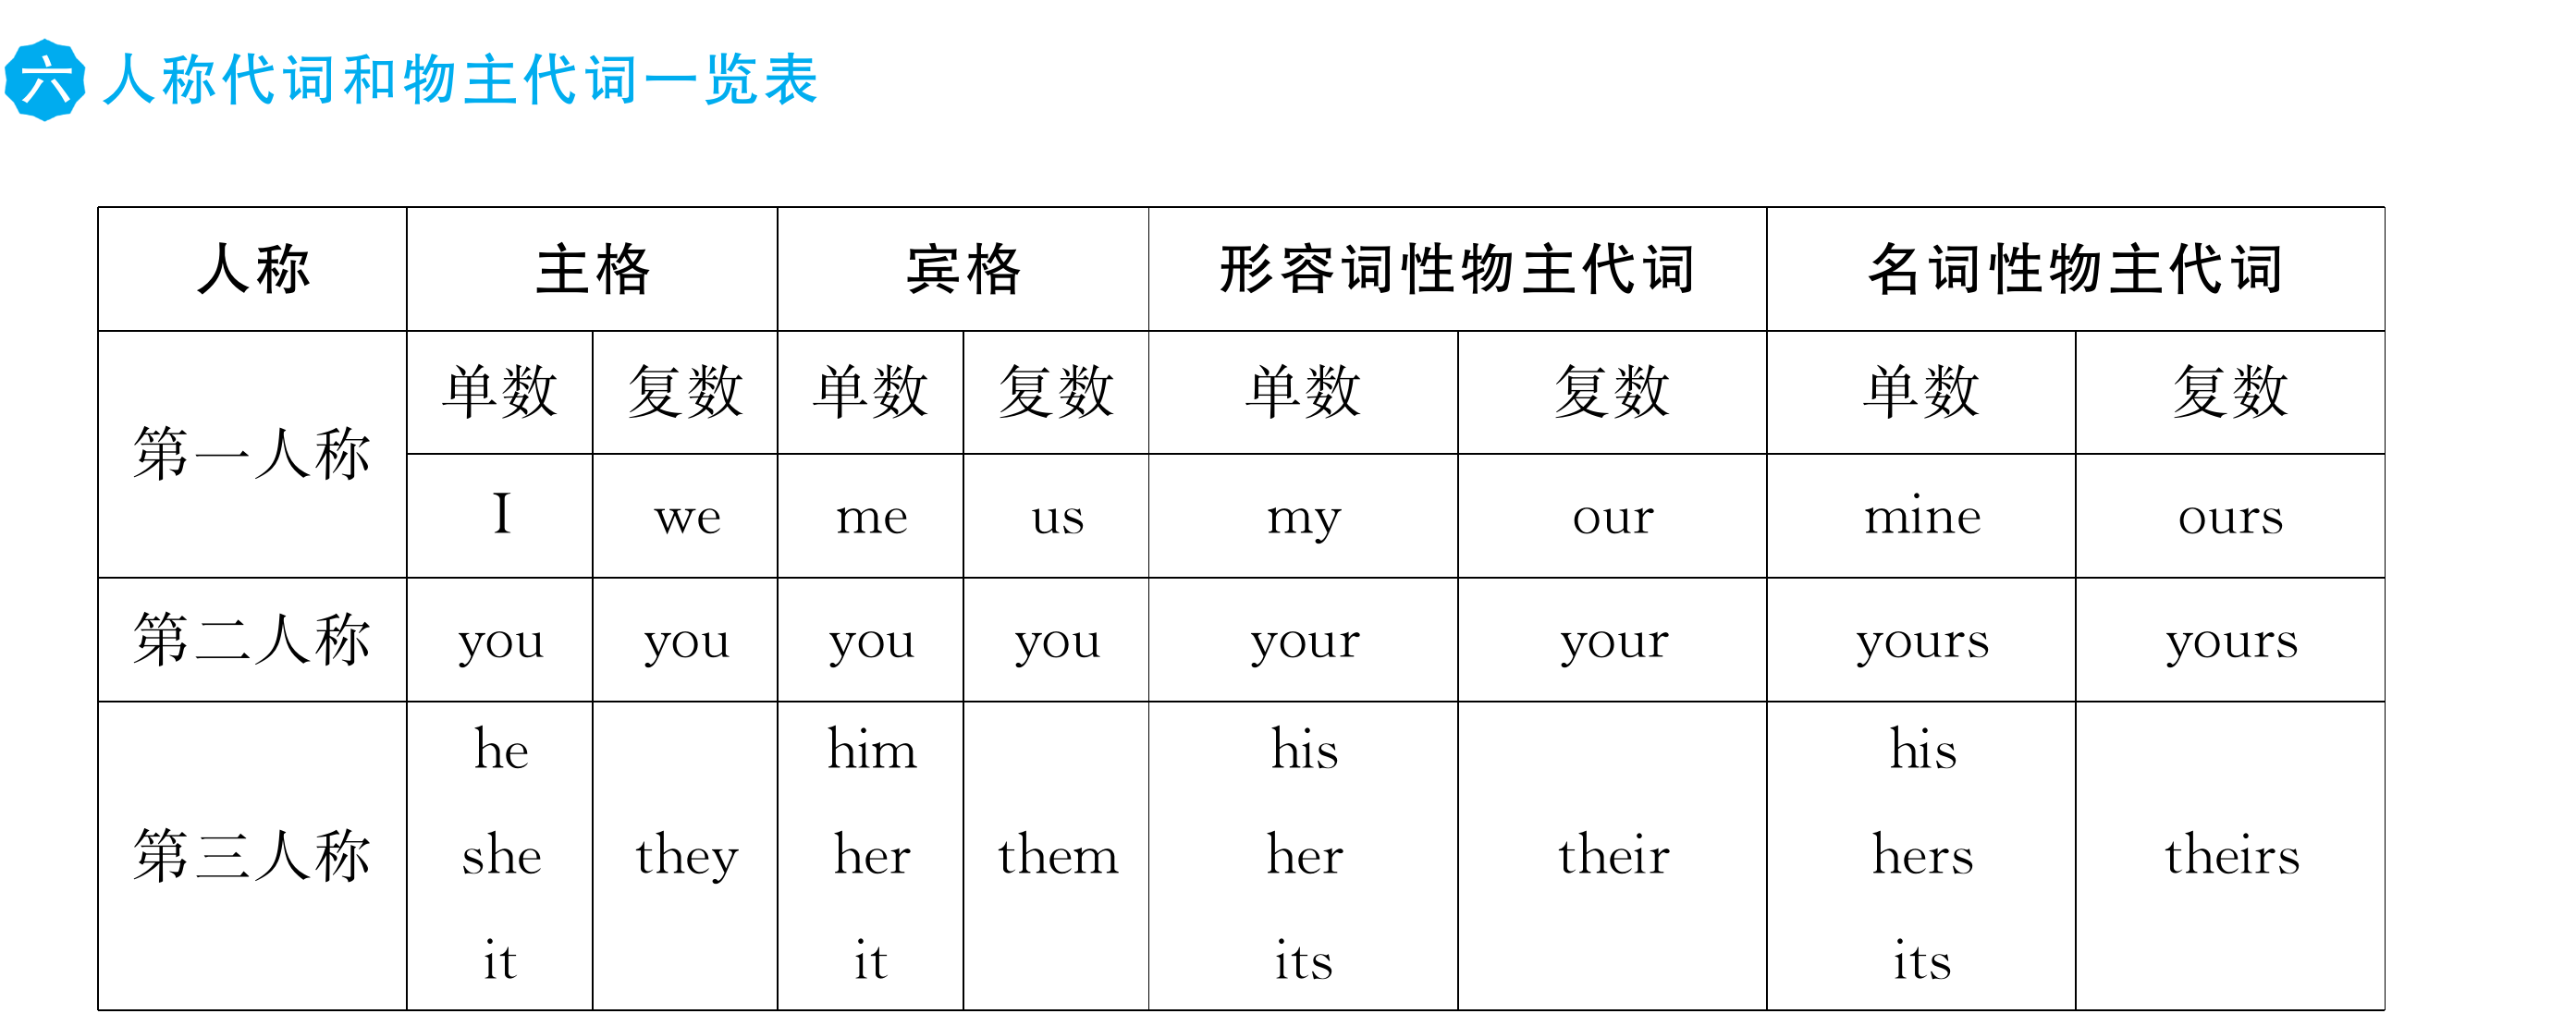 六 人称代词和物主代词一览表
人称 主格 宾格 形容词性物主代词 名词性物主代词
第一人称 单数 复数 单数 复数 单数 复数 单数 复数
I we me us my our mine ours
第二人称 you you you you your your yours yours
he him his his
第三人称 she they her them her their hers theirs
it it its its